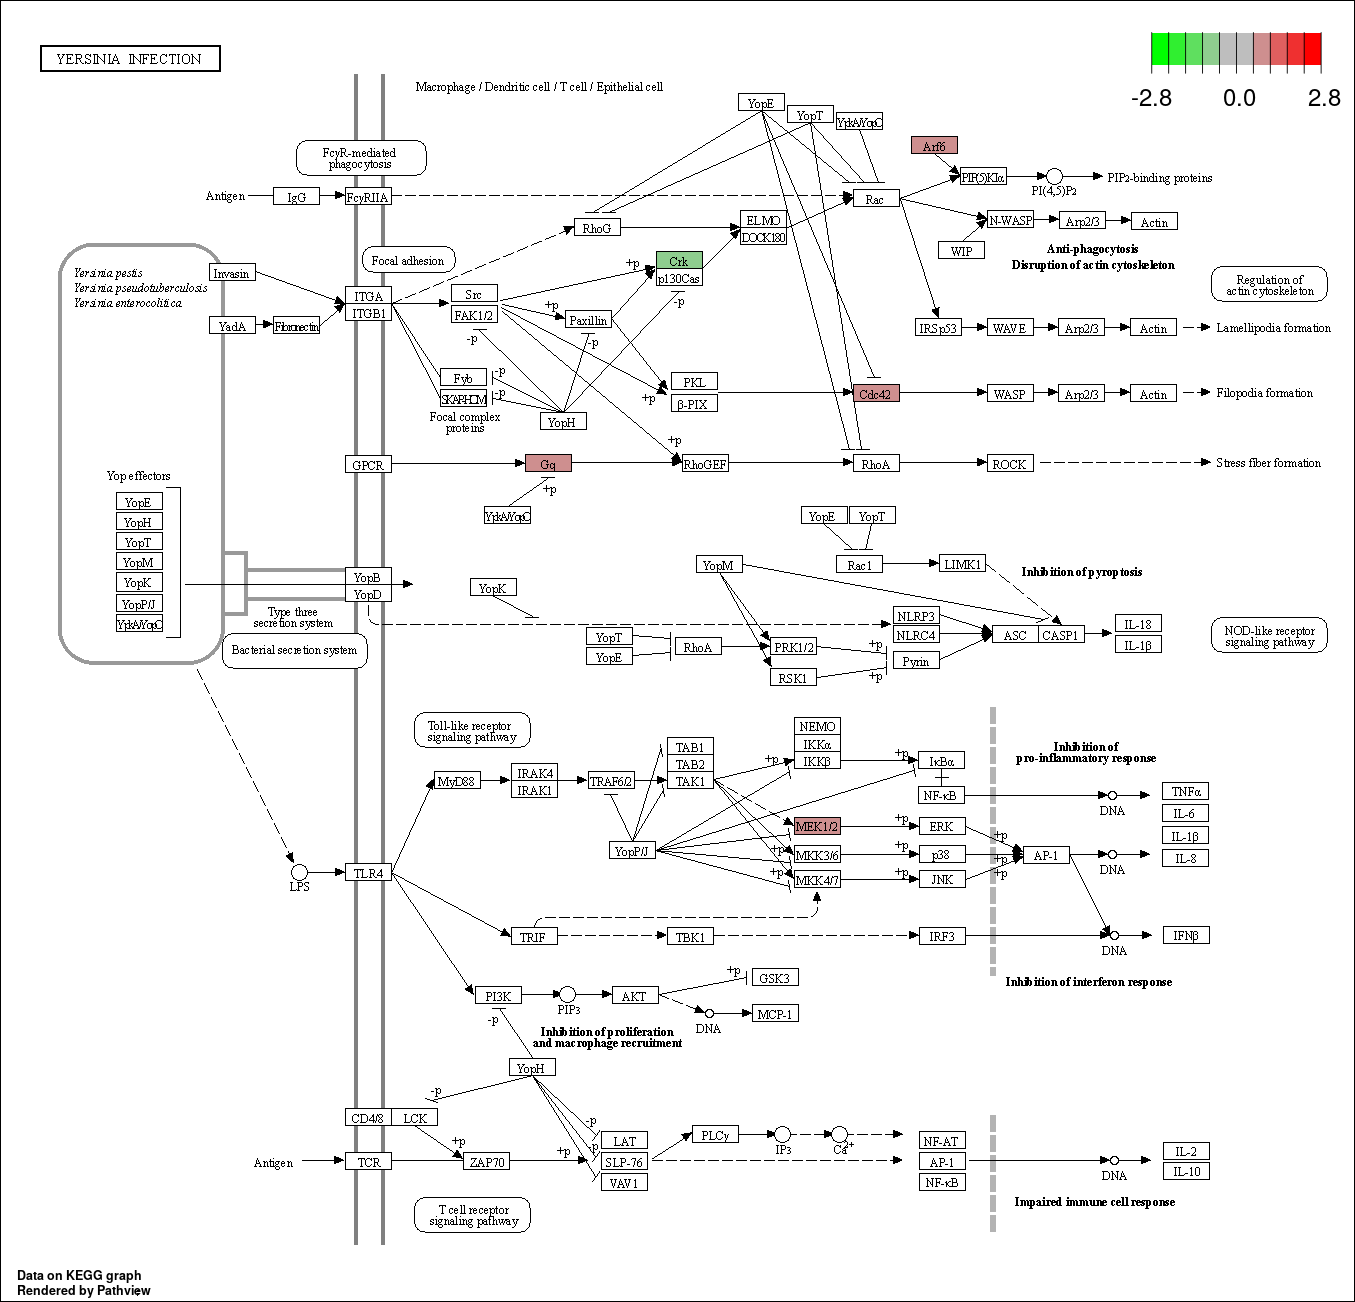 YERSINIA INFECTION
-2.8 0.0 2.8
Macrophage / Dendritic cell / T cell / Epithelial cell
YopE
YopT
YpkA/YopO
Arf6
FcγR-mediated
phagocytosis
Antigen
IgG
FcγRIIA
Rac
PIP(5)KIα
PI(4,5)P2
PIP2-binding proteins
RhoG
ELMO
DOCK180
N-WASP
Arp2/3
Actin
WIP
Anti-phagocytosis
Disruption of actin cytoskeleton
Focal adhesion
Crk
p130Cas
+p
-p
Yersinia pestis
Yersinia pseudotuberculosis
Yersinia enterocolitica
Invasin
YadA
Fibronectin
ITGA
ITGB1
Src
FAK1/2
+p
Paxillin
-p
-p
Regulation of
actin cytoskeleton
IRSp53
WAVE
Arp2/3
Actin
Lamellipodia formation
Fyb
-p
SKAPHOM
-p
Focal complex
proteins
YopH
PKL
β-PIX
+p
Cdc42
WASP
Arp2/3
Actin
Filopodia formation
GPCR
Gq
+p
RhoGEF
RhoA
ROCK
Stress fiber formation
+p
YpkA/YopO
Yop effectors
YopE
YopH
YopT
YopM
YopK
YopP/J
YpkA/YopO
YopB
YopD
Type three
secretion system
Bacterial secretion system
YopK
YopE
YopT
YopM
Rac1
LIMK1
Inhibition of pyroptosis
NLRP3
NLRC4
ASC
CASP1
IL-18
IL-1β
NOD-like receptor
signaling pathway
YopT
YopE
RhoA
PRK1/2
RSK1
+p
+p
Pyrin
Toll-like receptor
signaling pathway
MyD88
IRAK4
IRAK1
TRAF6/2
TAB1
TAB2
TAK1
NEMO
IKKα
IKKβ
+p
+p
IκBα
NF-κB
Inhibition of
pro-inflammatory response
DNA
TNFα
IL-6
IL-1β
IL-8
YopP/J
MEK1/2
+p
ERK
+p
+p
MKK3/6
+p
p38
+p
AP-1
DNA
+p
MKK4/7
+p
JNK
+p
LPS
TLR4
TRIF
TBK1
IRF3
DNA
IFNβ
Inhibition of interferon response
PI3K
PIP3
AKT
+p
GSK3
DNA
MCP-1
-p
Inhibition of proliferation
and macrophage recruitment
YopH
-p
CD4/8
LCK
+p
Antigen
TCR
ZAP70
+p
-p
-p
LAT
SLP-76
VAV1
PLCγ
IP3
Ca2+
NF-AT
AP-1
NF-κB
DNA
IL-2
IL-10
Impaired immune cell response
T cell receptor
signaling pathway
Data on KEGG graph
Rendered by Pathview